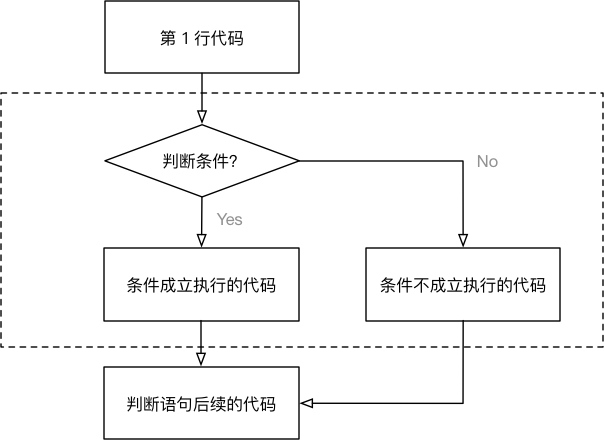 第 1 行代码
判断条件?
No
Yes
条件成立执行的代码
条件不成立执行的代码
判断语句后续的代码